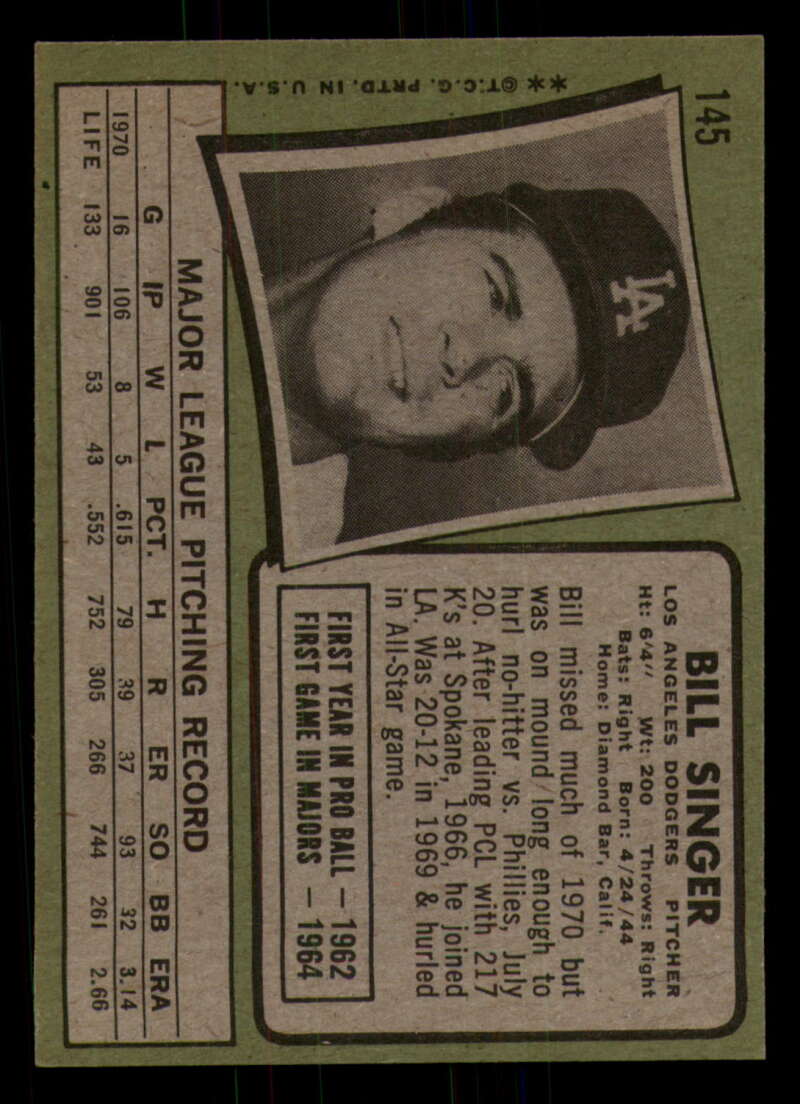 145
**©T.C.G. PRTD. IN U.S.A.
LA
BILL SINGER
LOS ANGELES DODGERS PITCHER
Ht: 6'4" Wt: 200 Throws: Right
Bats: Right Born: 4/24/44
Home: Diamond Bar, Calif.
Bill missed much of 1970 but
was on mound long enough to
hurl no-hitter vs. Phillies, July
20. After leading PCL with 217
K's at Spokane, 1966, he joined
LA. Was 20-12 in 1969 & hurled
in All-Star game.
FIRST YEAR IN PRO BALL — 1962
FIRST GAME IN MAJORS — 1964
MAJOR LEAGUE PITCHING RECORD
G IP W L PCT. H R ER SO BB ERA
1970 16 106 8 5 .615 79 39 37 93 32 3.14
LIFE 133 901 53 43 .552 752 305 266 744 261 2.66